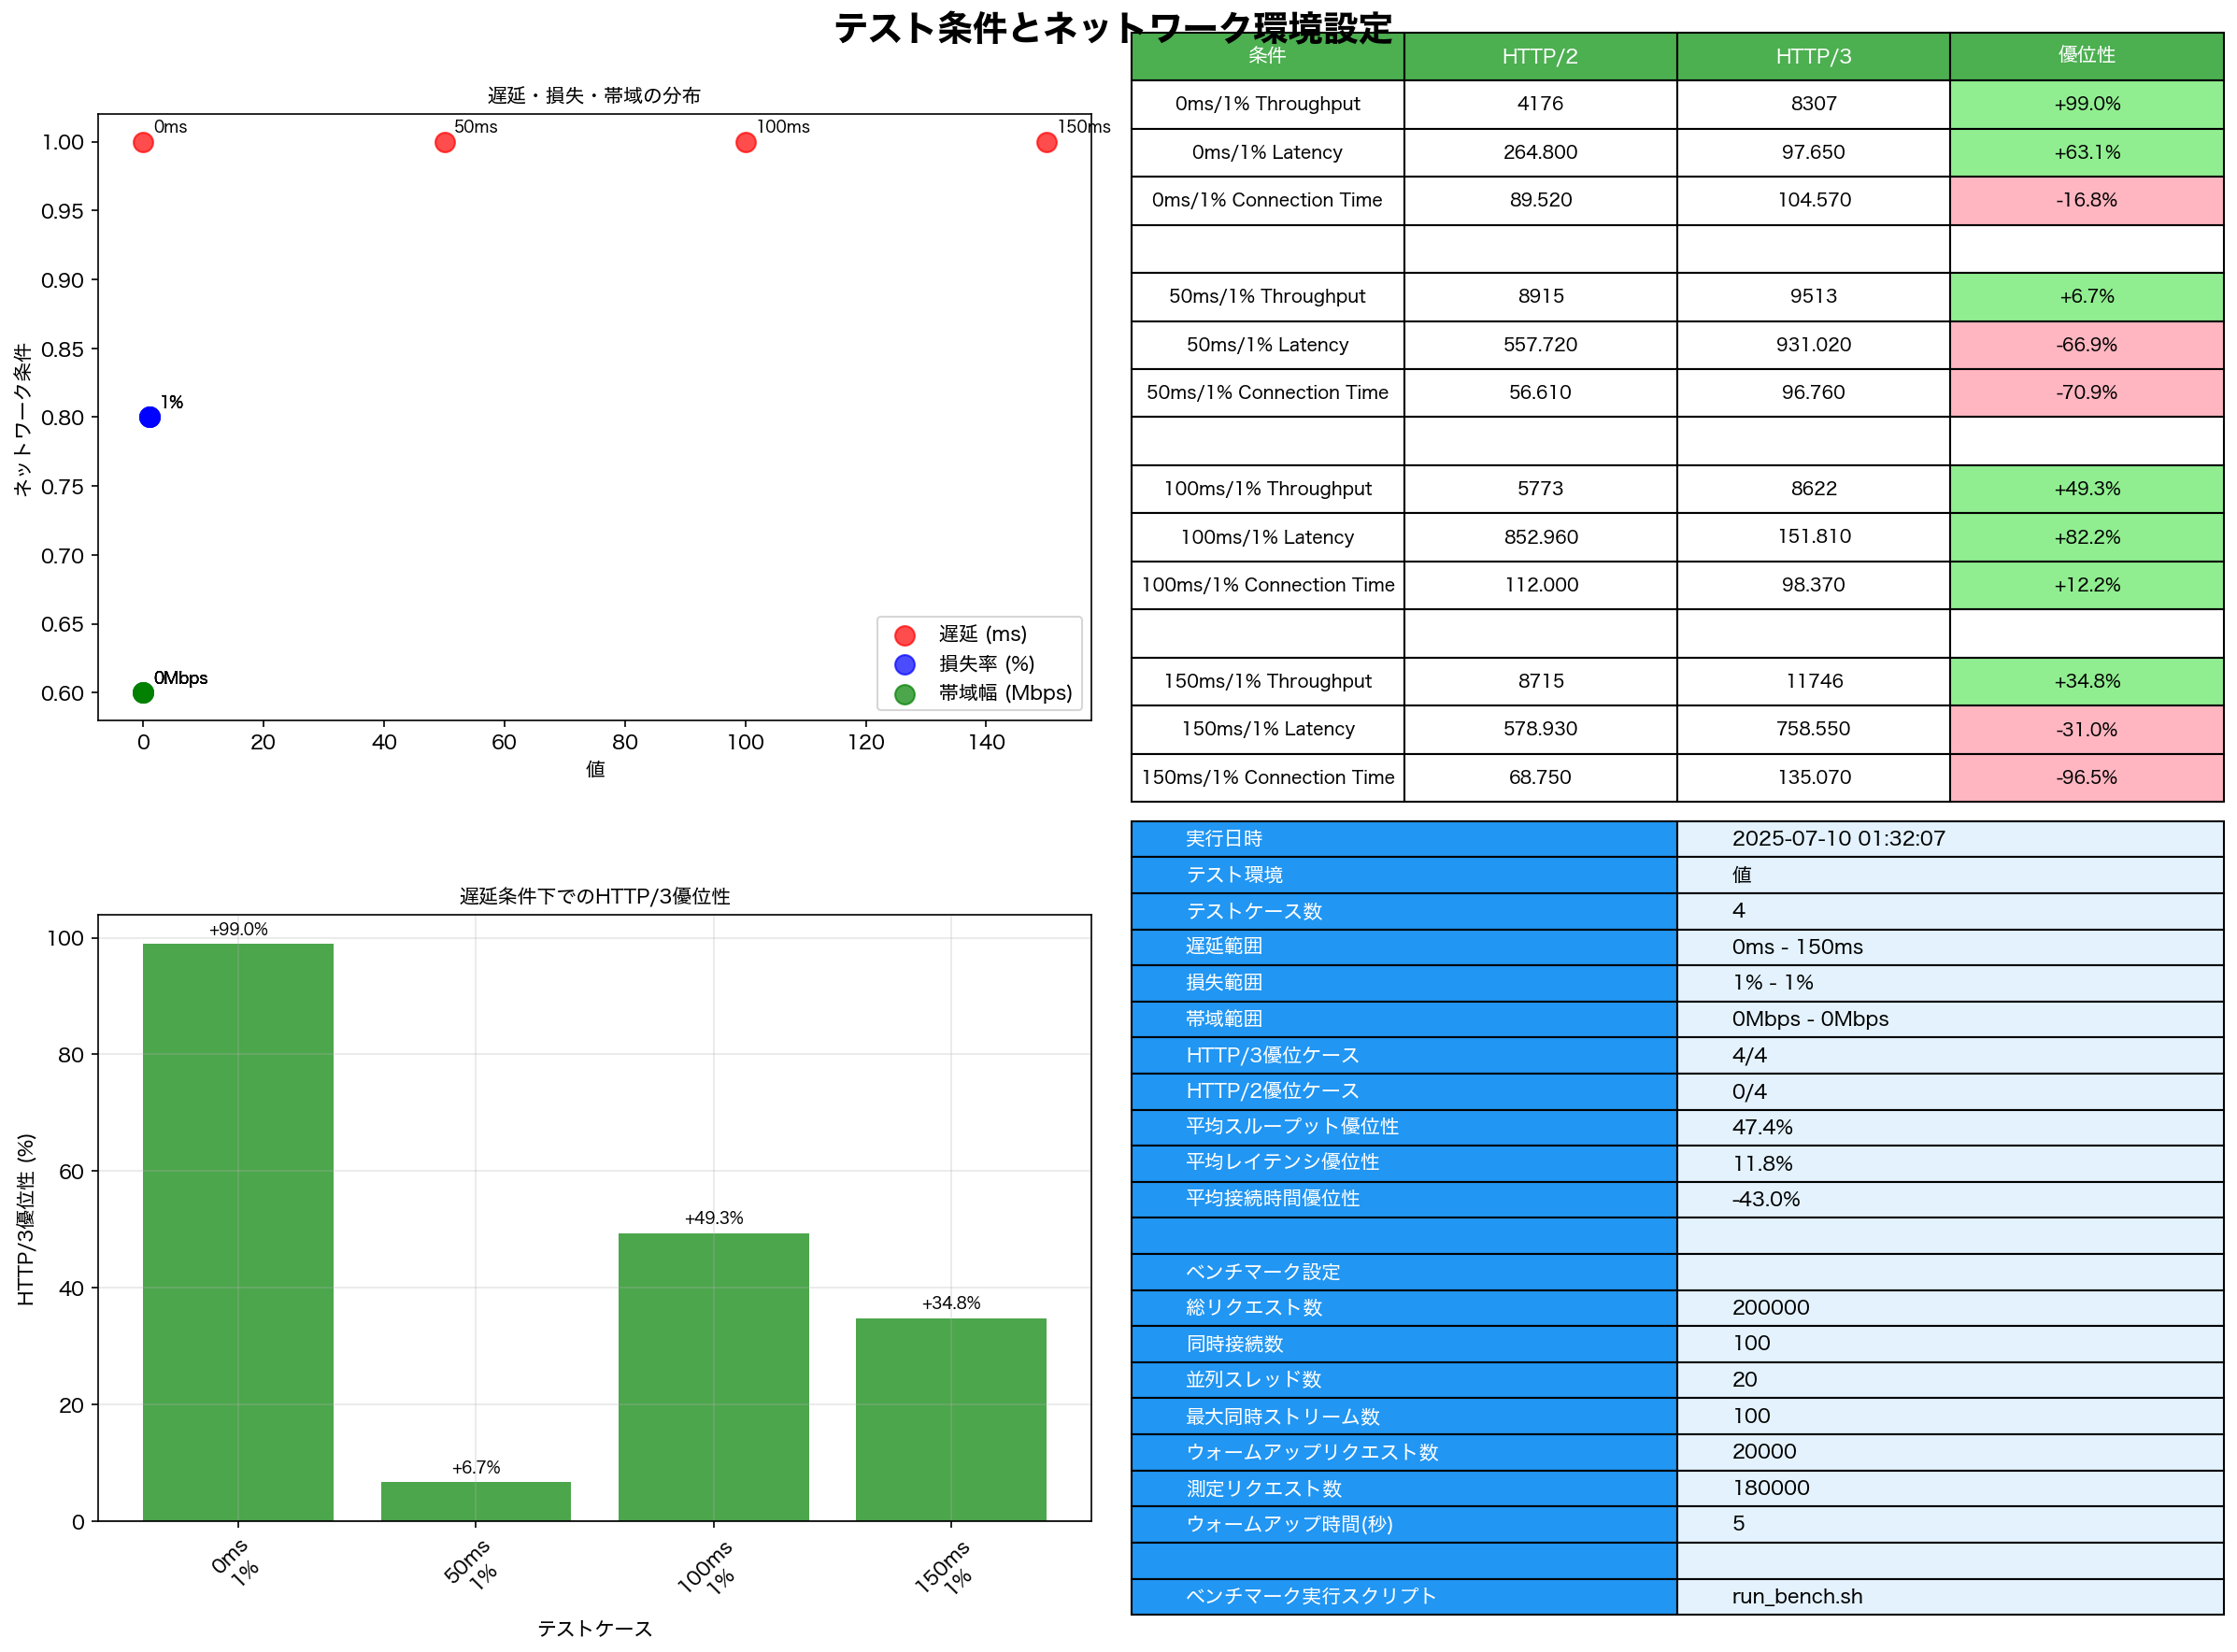 テスト条件とネットワーク環境設定
遅延・損失・帯域の分布
ネットワーク条件
1.00
0.95
0.90
0.85
0.80
0.75
0.70
0.65
0.60
0ms
50ms
100ms
150ms
1%
0Mbps
遅延 (ms)
損失率 (%)
帯域幅 (Mbps)
0 20 40 60 80 100 120 140
値
条件 HTTP/2 HTTP/3 優位性
0ms/1% Throughput 4176 8307 +99.0%
0ms/1% Latency 264.800 97.650 +63.1%
0ms/1% Connection Time 89.520 104.570 -16.8%
50ms/1% Throughput 8915 9513 +6.7%
50ms/1% Latency 557.720 931.020 -66.9%
50ms/1% Connection Time 56.610 96.760 -70.9%
100ms/1% Throughput 5773 8622 +49.3%
100ms/1% Latency 852.960 151.810 +82.2%
100ms/1% Connection Time 112.000 98.370 +12.2%
150ms/1% Throughput 8715 11746 +34.8%
150ms/1% Latency 578.930 758.550 -31.0%
150ms/1% Connection Time 68.750 135.070 -96.5%
遅延条件下でのHTTP/3優位性
HTTP/3優位性 (%)
100
80
60
40
20
0
+99.0%
+6.7%
+49.3%
+34.8%
0ms
1%
50ms
1%
100ms
1%
150ms
1%
テストケース
実行日時 2025-07-10 01:32:07
テスト環境 値
テストケース数 4
遅延範囲 0ms - 150ms
損失範囲 1% - 1%
帯域範囲 0Mbps - 0Mbps
HTTP/3優位ケース 4/4
HTTP/2優位ケース 0/4
平均スループット優位性 47.4%
平均レイテンシ優位性 11.8%
平均接続時間優位性 -43.0%
ベンチマーク設定
総リクエスト数 200000
同時接続数 100
並列スレッド数 20
最大同時ストリーム数 100
ウォームアップリクエスト数 20000
測定リクエスト数 180000
ウォームアップ時間(秒) 5
ベンチマーク実行スクリプト run_bench.sh